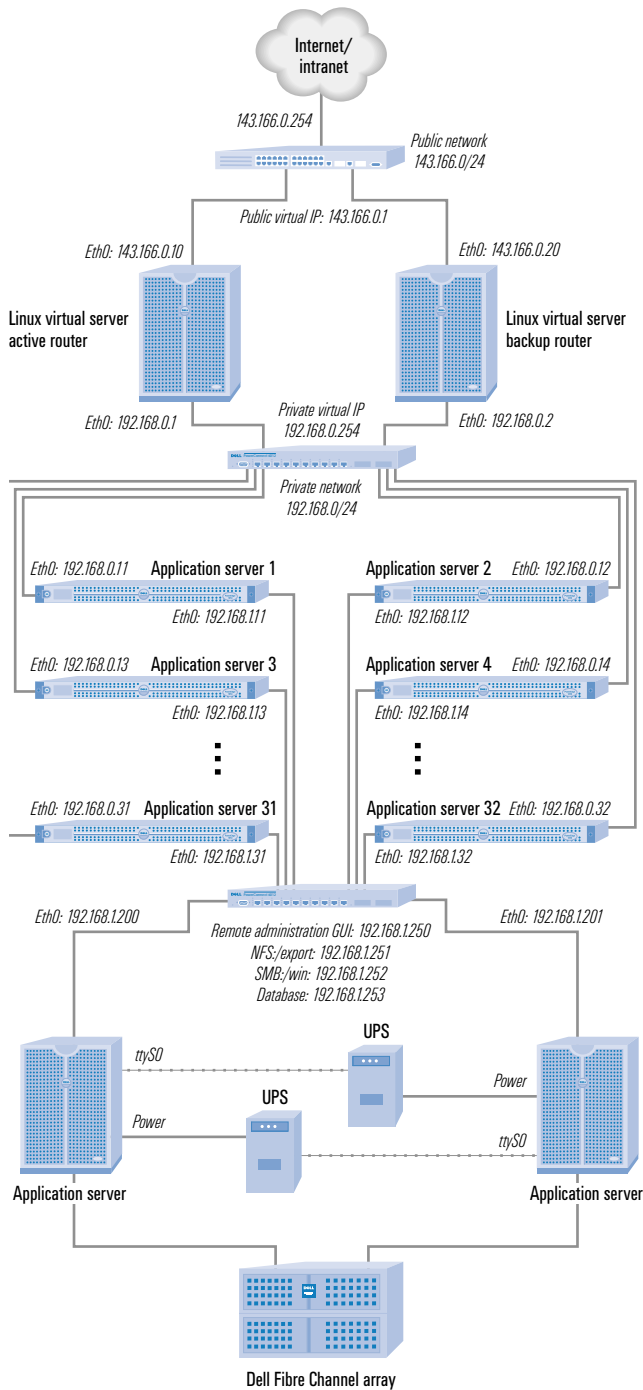 Internet/
intranet
143.166.0.254
Public network
143.166.0/24
Public virtual IP: 143.166.0.1
Eth0: 143.166.0.10
Eth0: 143.166.0.20
Linux virtual server
active router
Linux virtual server
backup router
Eth0: 192.168.0.1
Private virtual IP
192.168.0.254
Eth0: 192.168.0.2
Private network
192.168.0/24
Eth0: 192.168.0.11
Application server 1
Eth0: 192.168.1.11
Application server 2
Eth0: 192.168.0.12
Eth0: 192.168.1.12
Eth0: 192.168.0.13
Application server 3
Eth0: 192.168.1.13
Application server 4
Eth0: 192.168.0.14
Eth0: 192.168.1.14
Eth0: 192.168.0.31
Application server 31
Eth0: 192.168.1.31
Application server 32
Eth0: 192.168.0.32
Eth0: 192.168.1.32
Eth0: 192.168.1.200
Eth0: 192.168.1.201
Remote administration GUI: 192.168.1.250
NFS:/export: 192.168.1.251
SMB:/win: 192.168.1.252
Database: 192.168.1.253
UPS
ttyS0
Power
UPS
Power
ttyS0
Application server
Application server
DELL
Dell Fibre Channel array